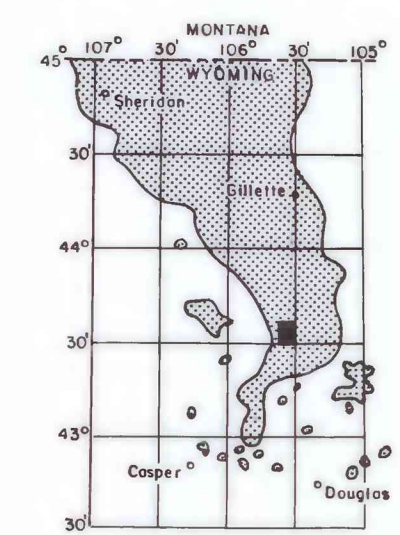 MONTANA
45° 107° 30' 106° 30' 105°
WYOMING
Sheridan
30'
Gillette
44°
30'
43°
Casper
Douglas
30'